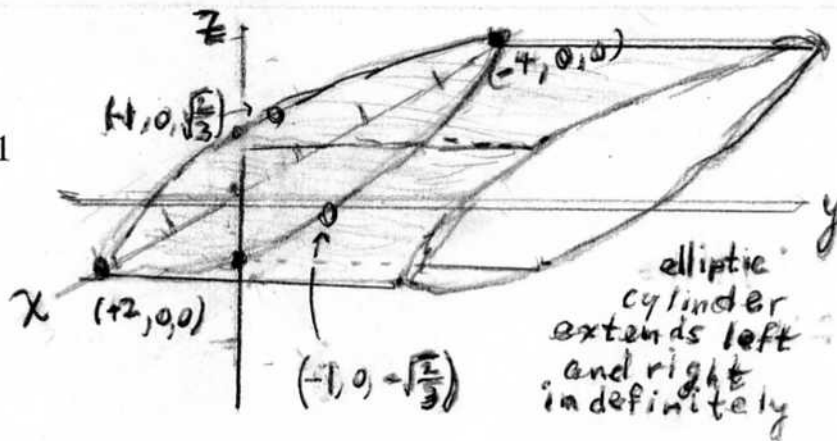 z
(-4, 0, 0)
(-1, 0, √2/3)
1
y
x
(+2, 0, 0)
(-1, 0, -√2/3)
elliptic
cylinder
extends left
and right
indefinitely